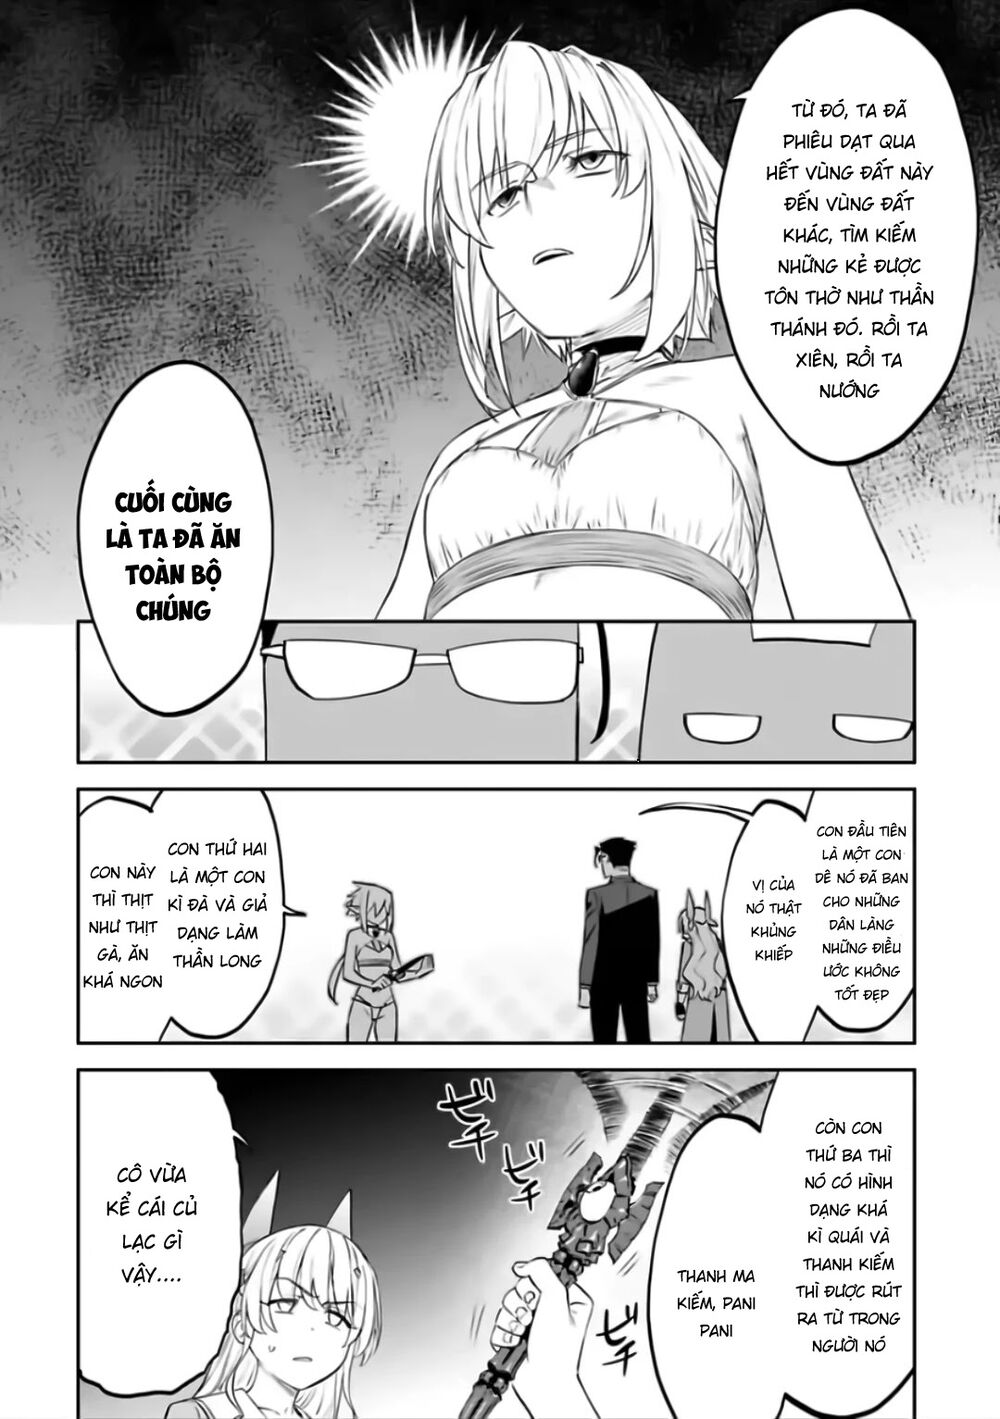 TỪ ĐÓ, TA ĐÃ
PHIÊU DẠT QUA
HẾT VÙNG ĐẤT NÀY
ĐẾN VÙNG ĐẤT
KHÁC, TÌM KIẾM
NHỮNG KẺ ĐƯỢC
TÔN THỜ NHƯ THẦN
THÁNH ĐÓ. RỒI TA
XIÊN, RỒI TA
NƯỚNG
CUỐI CÙNG
LÀ TA ĐÃ ĂN
TOÀN BỘ
CHÚNG
CON ĐẦU TIÊN
LÀ MỘT CON
DÊ NÓ ĐÃ BAN
CHO NHỮNG
DÂN LÀNG
NHỮNG ĐIỀU
ƯỚC KHÔNG
TỐT ĐẸP
VỊ CỦA
NÓ THẬT
KHỦNG
KHIẾP
CON THỨ HAI
LÀ MỘT CON
KÌ ĐÀ VÀ GIẢ
DẠNG LÀM
THẦN LONG
CON NÀY
THÌ THỊT
NHƯ THỊT
GÀ, ĂN
KHÁ NGON
CÒN CON
THỨ BA THÌ
NÓ CÓ HÌNH
DẠNG KHÁ
KÌ QUÁI VÀ
THANH KIẾM
THÌ ĐƯỢC RÚT
RA TỪ TRONG
NGƯỜI NÓ
THANH MA
KIẾM, PANI
PANI
ビチ
ビチ
ビチ
CÔ VỪA
KỂ CÁI CỦ
LẠC GÌ
VẬY....